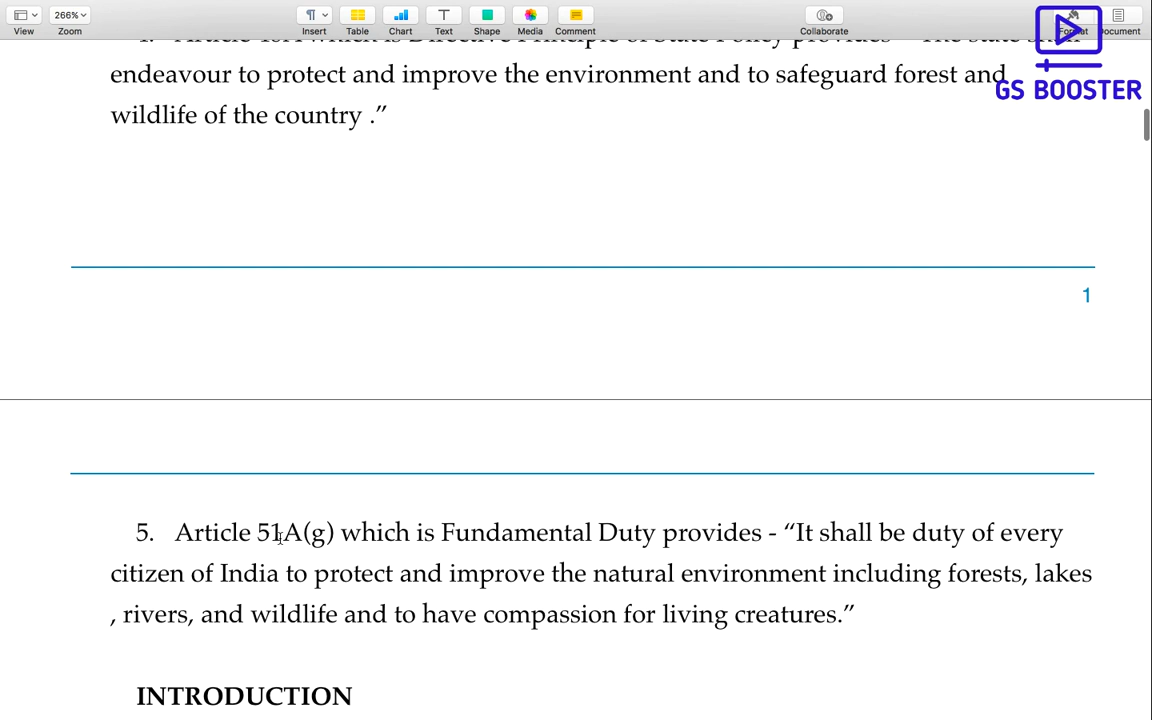 View
266%
Zoom
Insert
Table
Chart
Text
Shape
Media
Comment
Collaborate
Format
Document
GS BOOSTER
endeavour to protect and improve the environment and to safeguard forest and
wildlife of the country .”
1
5. Article 51A(g) which is Fundamental Duty provides - “It shall be duty of every
citizen of India to protect and improve the natural environment including forests, lakes
, rivers, and wildlife and to have compassion for living creatures.”
INTRODUCTION